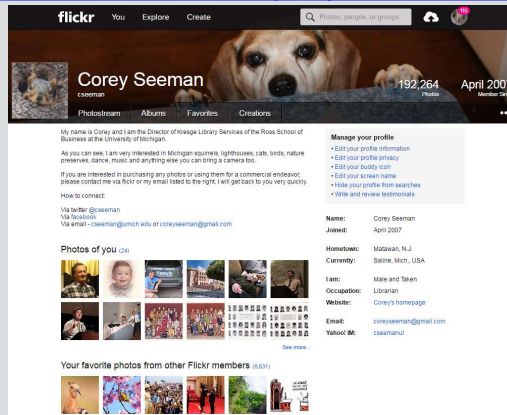 flickr You Explore Create Photos, people, or groups 116
Corey Seeman
cseeman
192,264
Photos
April 2007
Member Sin
Photostream Albums Favorites Creations
My name is Corey and I am the Director of Kresge Library Services of the Ross School of
Business at the University of Michigan.
As you can see, I am very interested in Michigan squirrels, lighthouses, cats, birds, nature
preserves, dance, music and anything else you can bring a camera too.
If you are interested in purchasing any photos or using them for a commercial endeavor,
please contact me via flickr or my email listed to the right. I will get back to you very quickly.
How to connect:
Via twitter @cseeman
Via facebook
Via email - cseeman@umich.edu or coreyseeman@gmail.com
Photos of you (24)
See more...
Your favorite photos from other Flickr members (6,631)
Manage your profile
• Edit your profile information
• Edit your profile privacy
• Edit your buddy icon
• Edit your screen name
• Hide your profile from searches
• Write and review testimonials
Name: Corey Seeman
Joined: April 2007
Hometown: Matawan, N.J.
Currently: Saline, Mich., USA
I am: Male and Taken
Occupation: Librarian
Website: Corey's homepage
Email: coreyseeman@gmail.com
Yahoo! IM: cseemanut